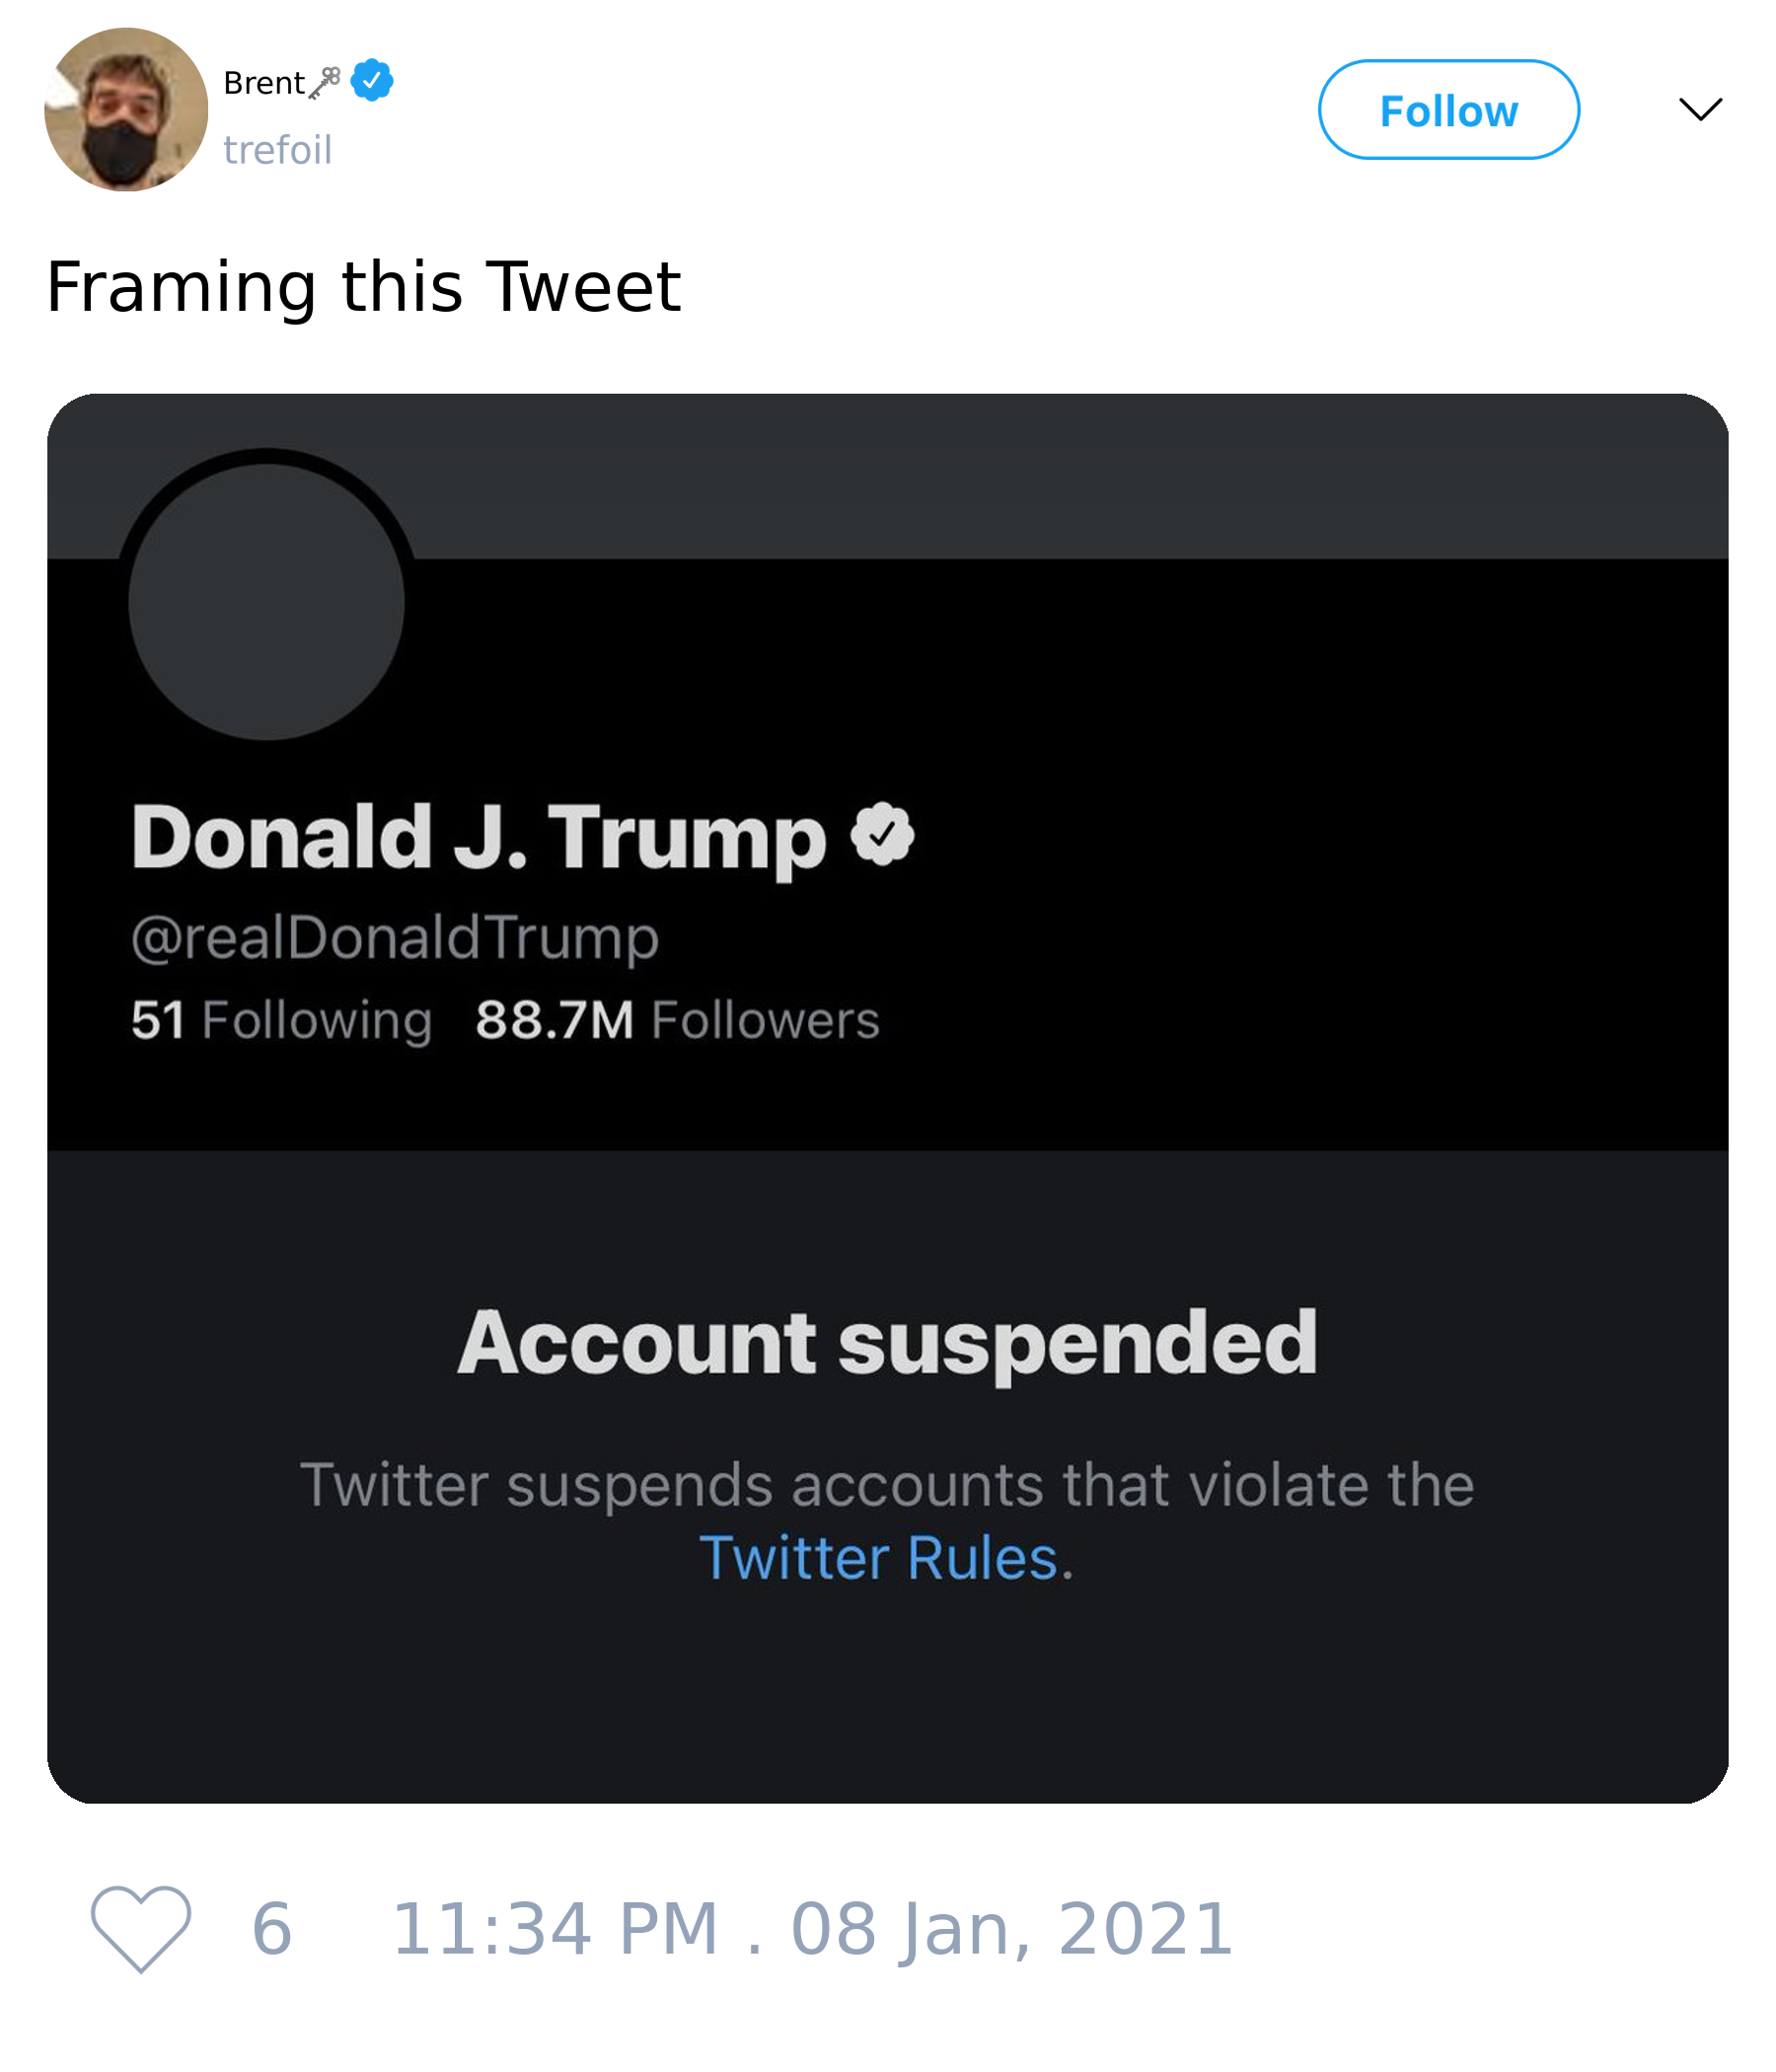 Brent🗝
trefoil
Follow
Framing this Tweet
Donald J. Trump
@realDonaldTrump
51 Following 88.7M Followers
Account suspended
Twitter suspends accounts that violate the
Twitter Rules.
6 11:34 PM . 08 Jan, 2021